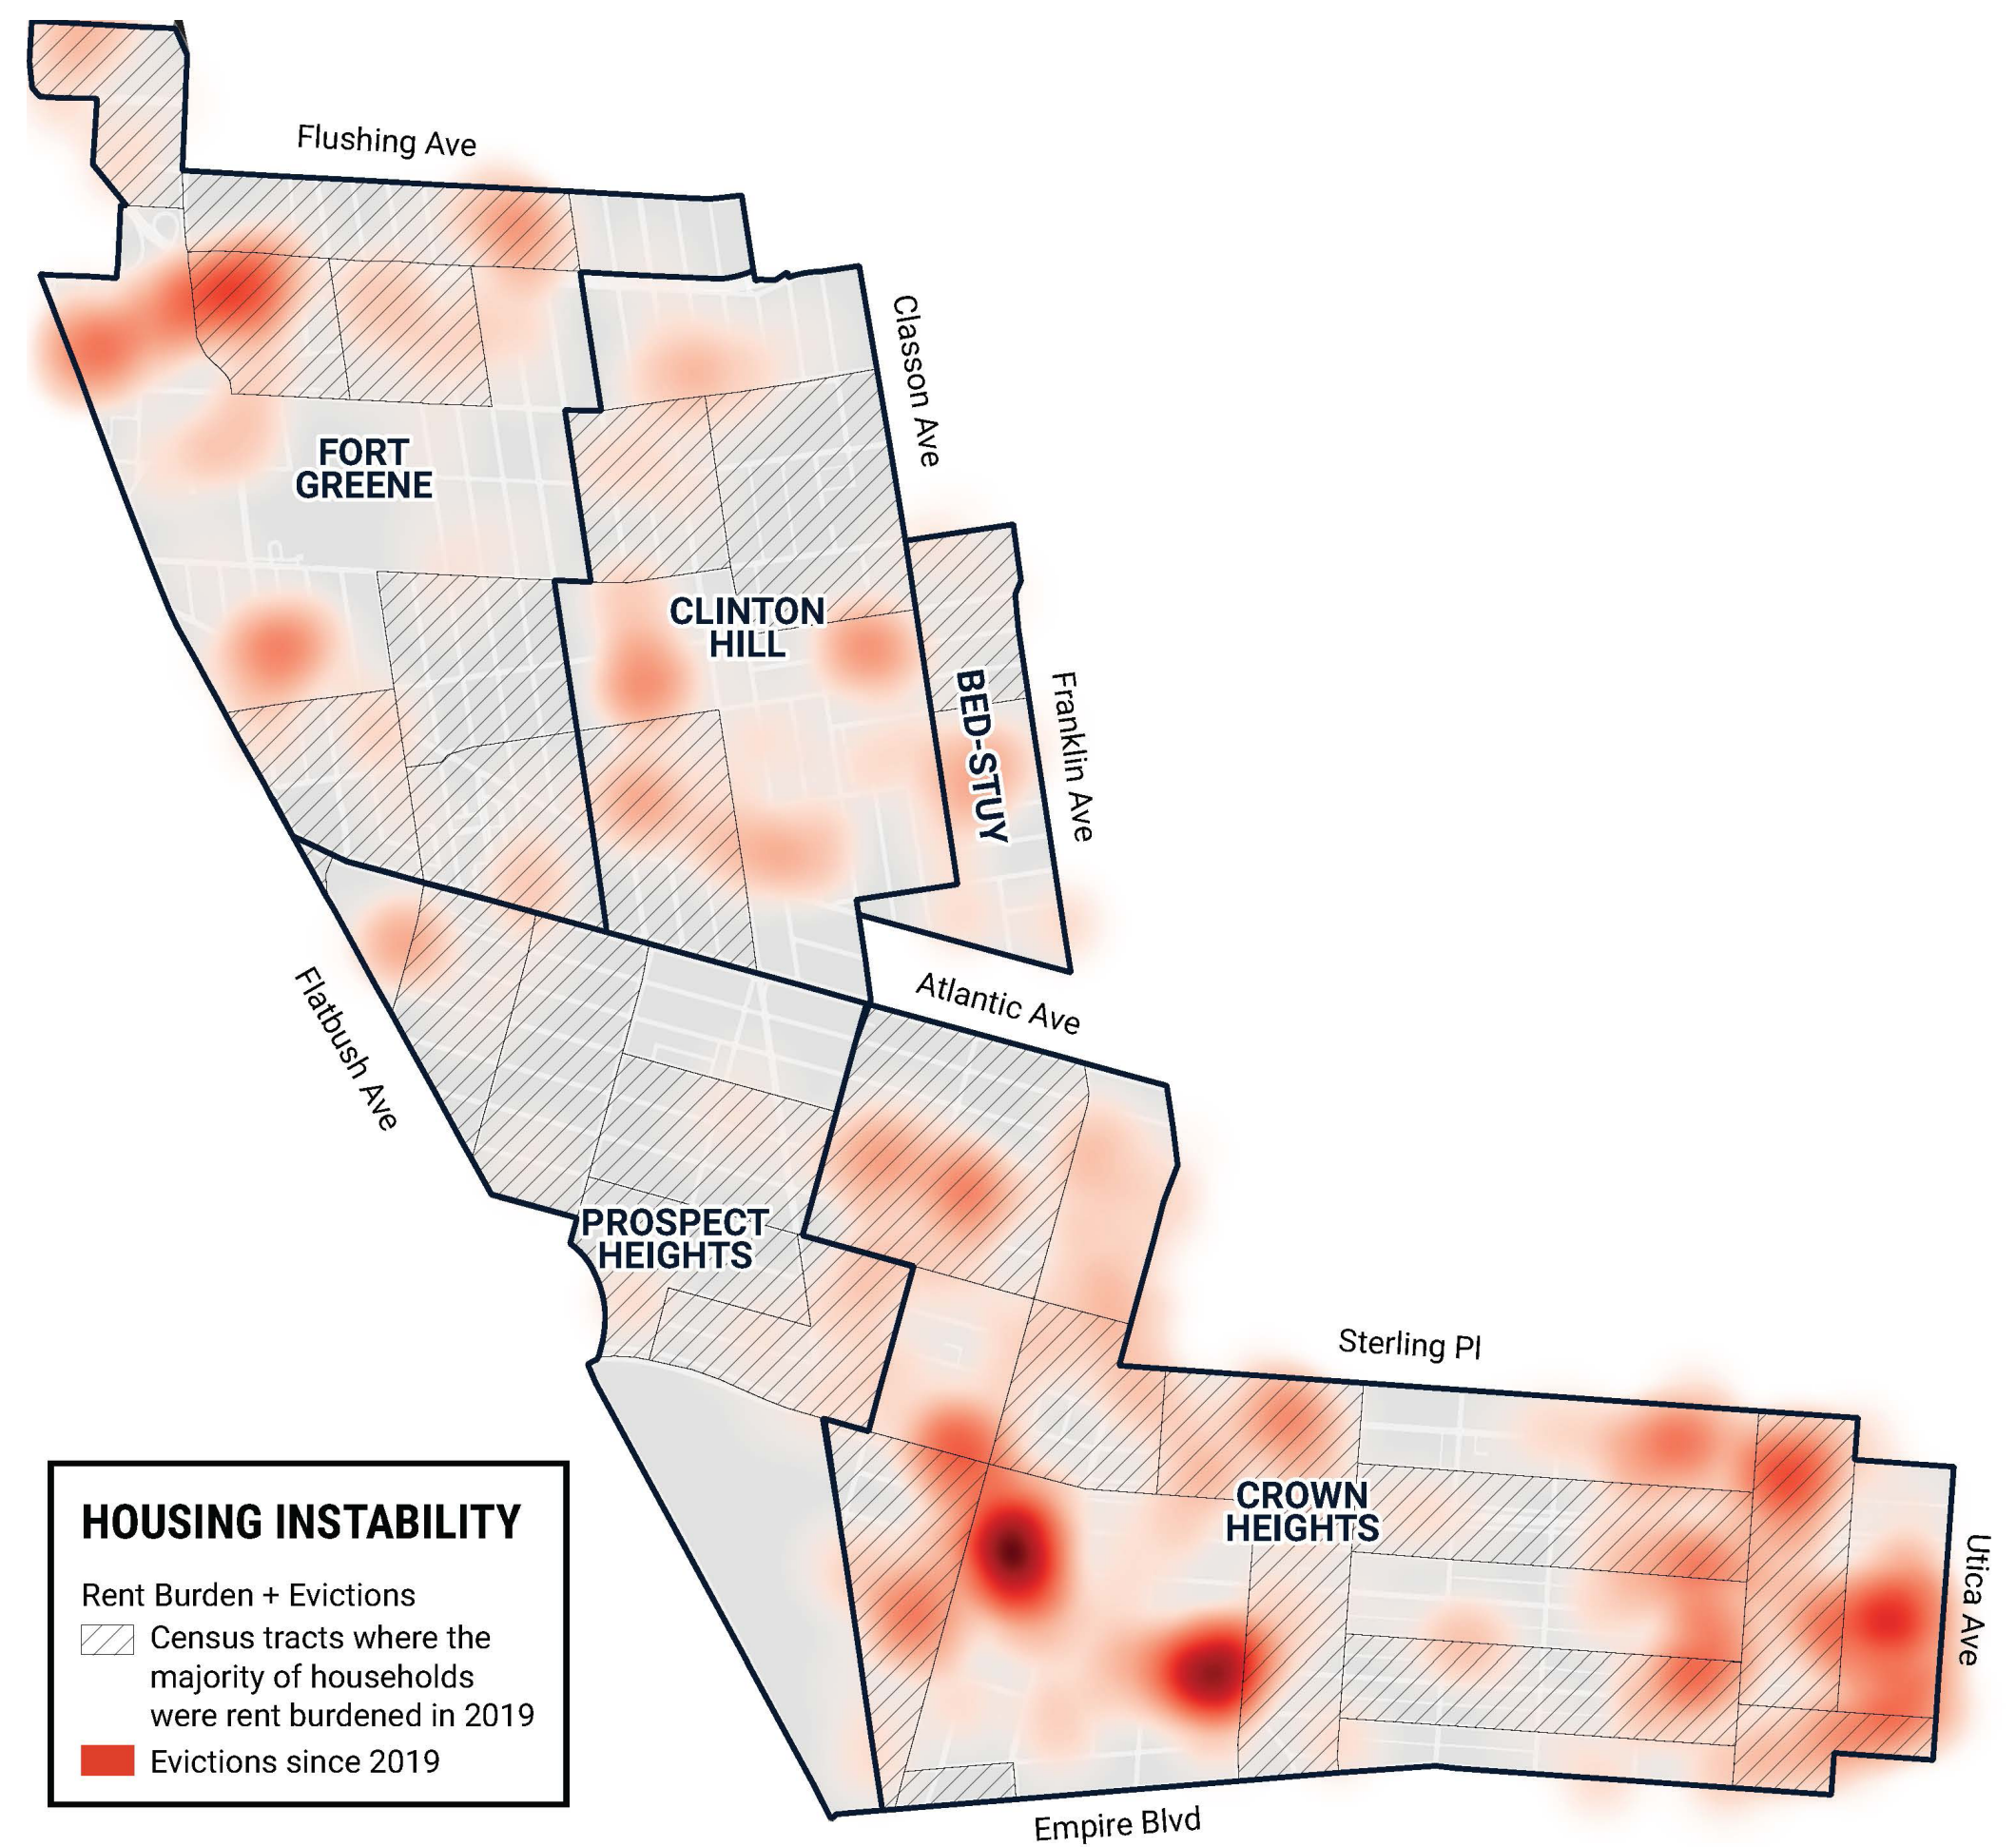 Flushing Ave
Classon Ave
FORT
GREENE
CLINTON
HILL
BED-STUY
Franklin Ave
Flatbush Ave
Atlantic Ave
PROSPECT
HEIGHTS
Sterling Pl
CROWN
HEIGHTS
Utica Ave
Empire Blvd
HOUSING INSTABILITY
Rent Burden + Evictions
Census tracts where the
majority of households
were rent burdened in 2019
Evictions since 2019